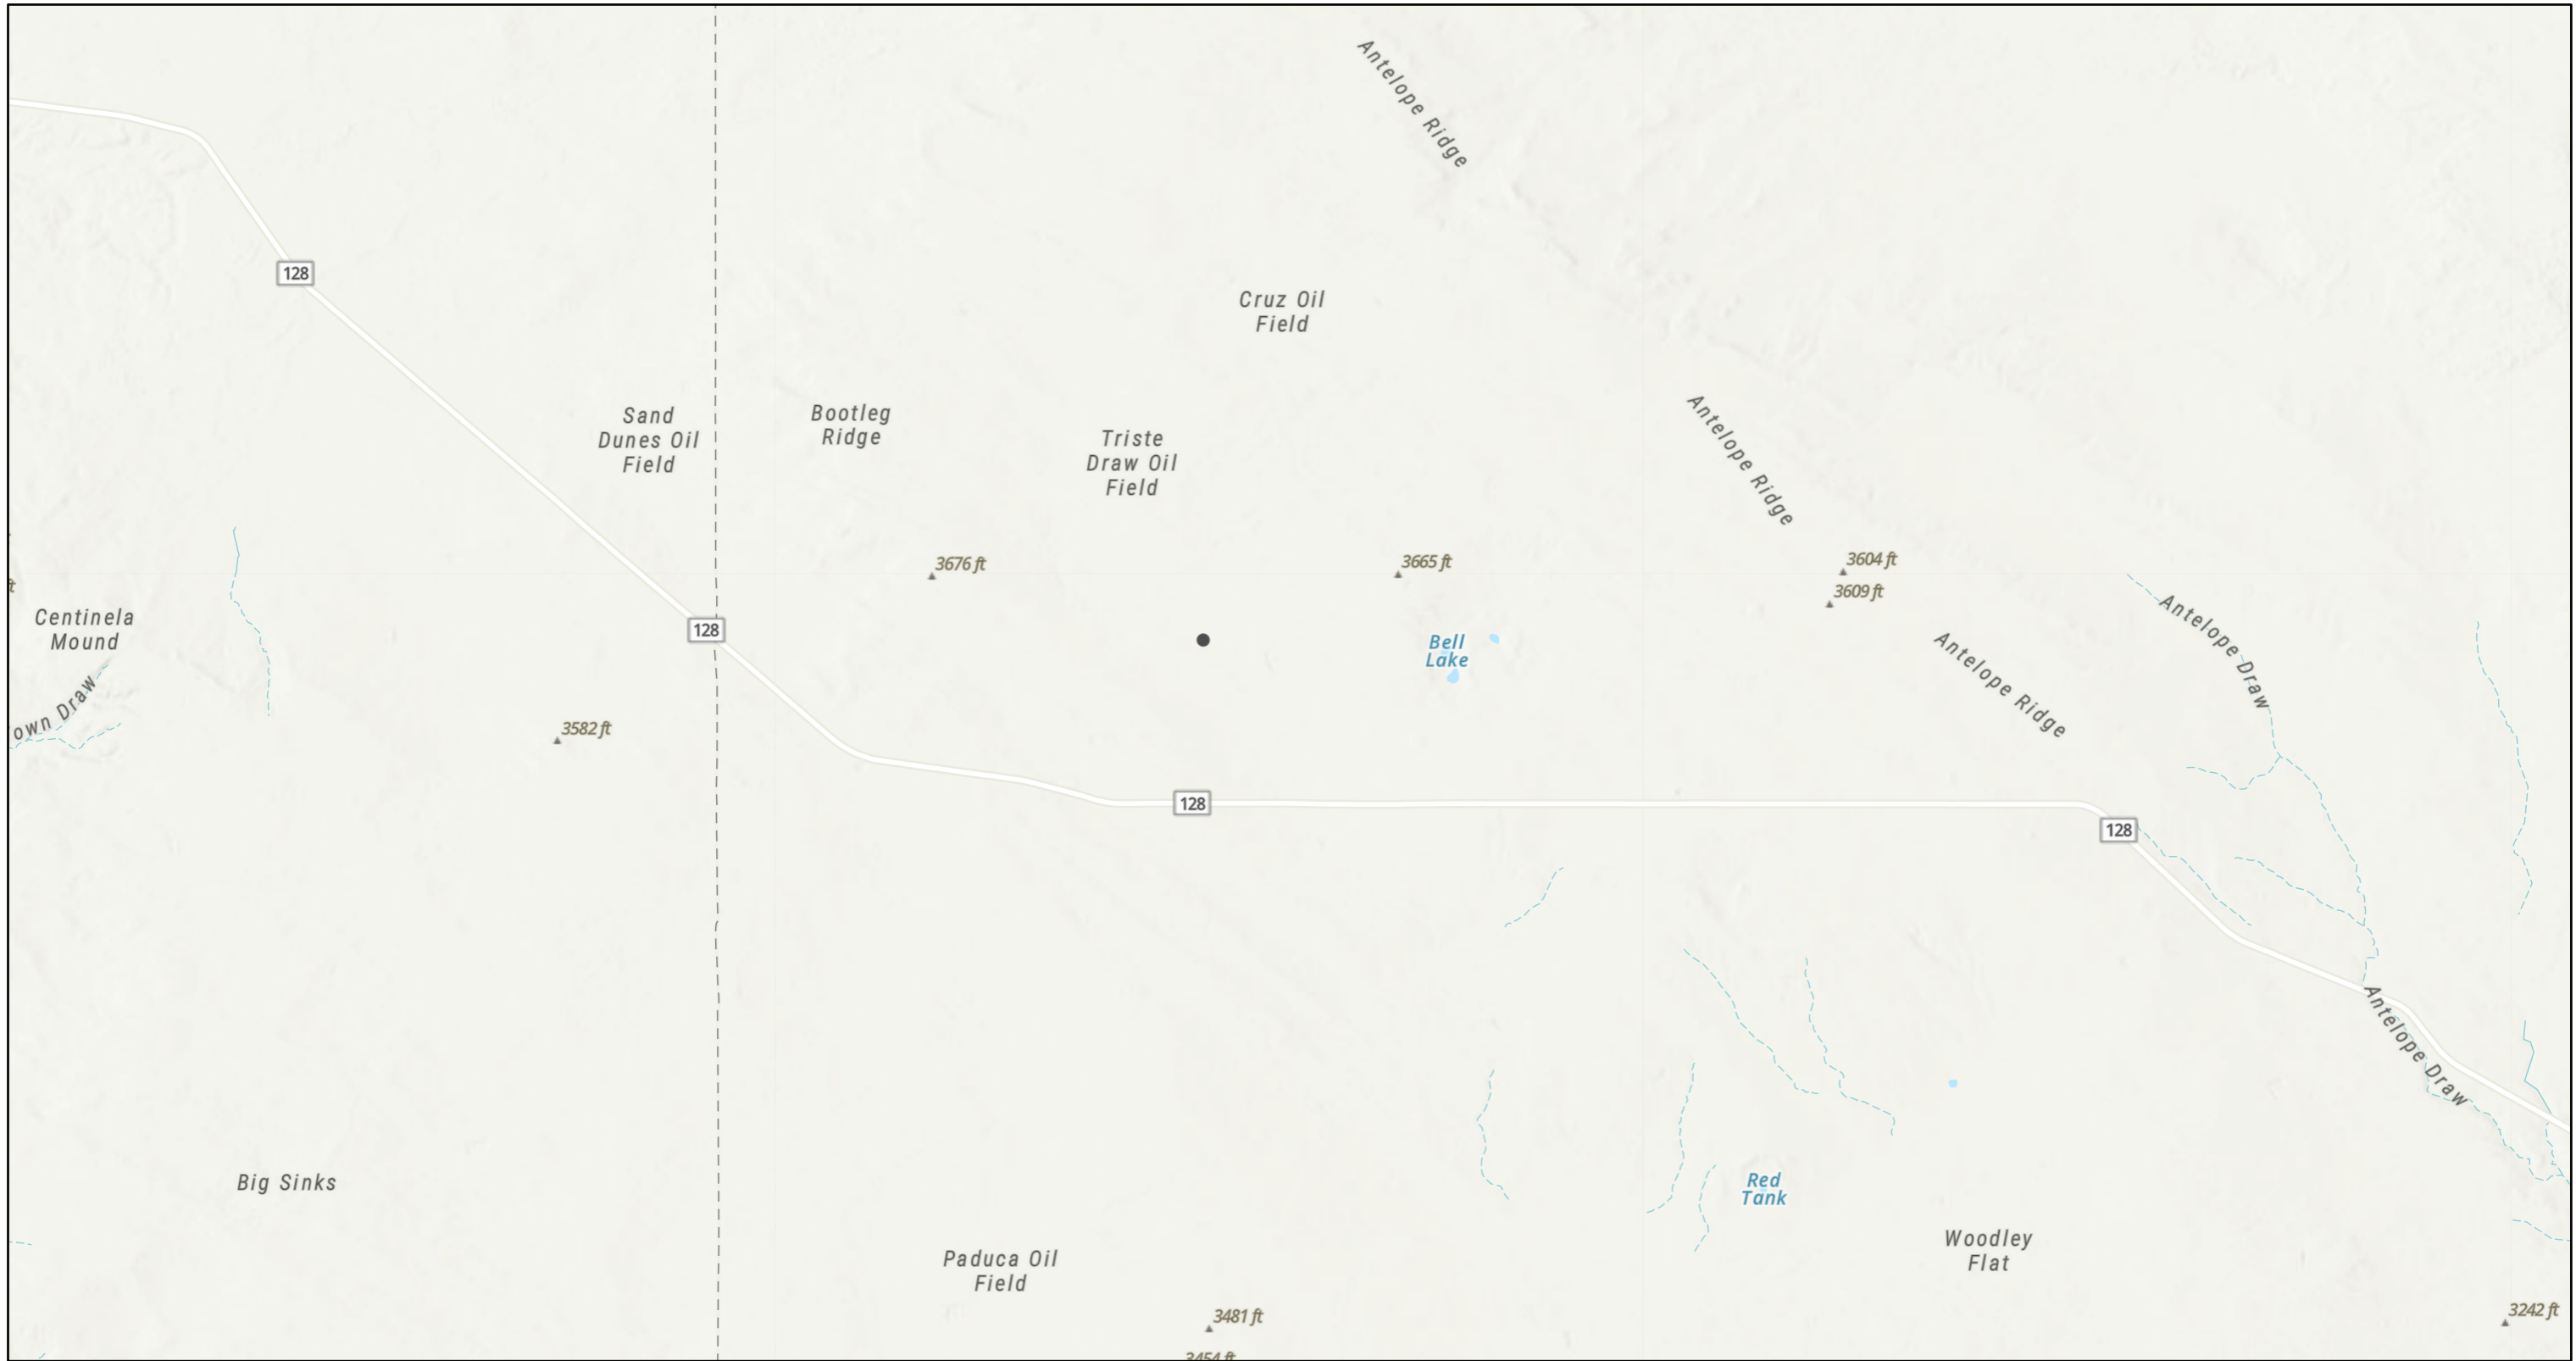 Antelope Ridge
128
Cruz Oil
Field
Sand
Dunes Oil
Field
Bootleg
Ridge
Triste
Draw Oil
Field
Antelope Ridge
3676 ft
3665 ft
3604 ft
3609 ft
Centinela
Mound
128
Bell
Lake
Antelope Ridge
Antelope Draw
own Draw
3582 ft
128
128
Antelope Draw
Big Sinks
Red
Tank
Paduca Oil
Field
Woodley
Flat
3481 ft
3242 ft
3454 ft